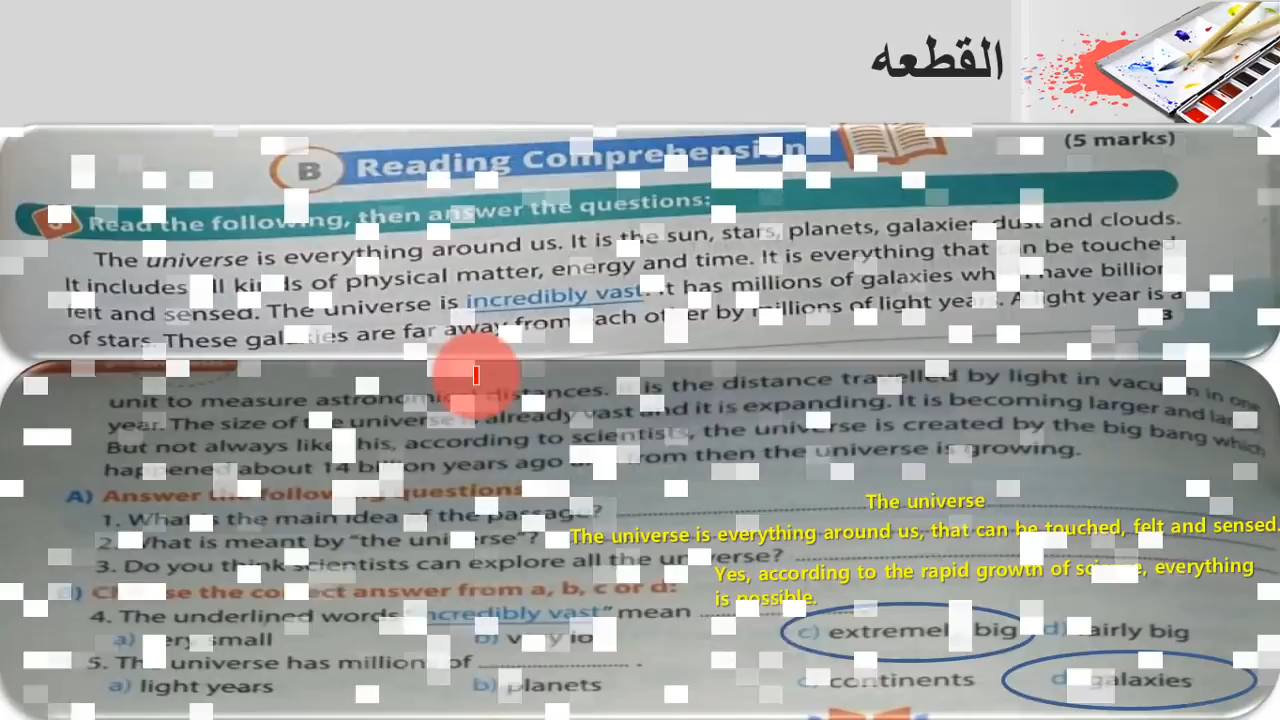 القطعه
B Reading Comprehension
(5 marks)
Read the following, then answer the questions:
The universe is everything around us. It is the sun, stars, planets, galaxies, dust and clouds.
It includes all kinds of physical matter, energy and time. It is everything that can be touched,
felt and sensed. The universe is incredibly vast. It has millions of galaxies which have billions
of stars. These galaxies are far away from each other by millions of light years. A light year is a
3
unit to measure astronomical distances. It is the distance travelled by light in vacuum in one
year. The size of the universe is already vast and it is expanding. It is becoming larger and
But not always like this, according to scientists, the universe is created by the big bang which
happened about 14 billion years ago and from then the universe is growing.
A) Answer the following questions
1. What is the main idea of the passage?
The universe
2. What is meant by "the universe"?
The universe is everything around us, that can be touched, felt and sensed.
3. Do you think scientists can explore all the universe?
Yes, according to the rapid growth of science, everything
is possible.
) Choose the correct answer from a, b, c or d:
4. The underlined words "incredibly vast" mean
a) very small b) very c) extremely big d) fairly big
5. The universe has millions of .
a) light years b) planets c) continents d) galaxies